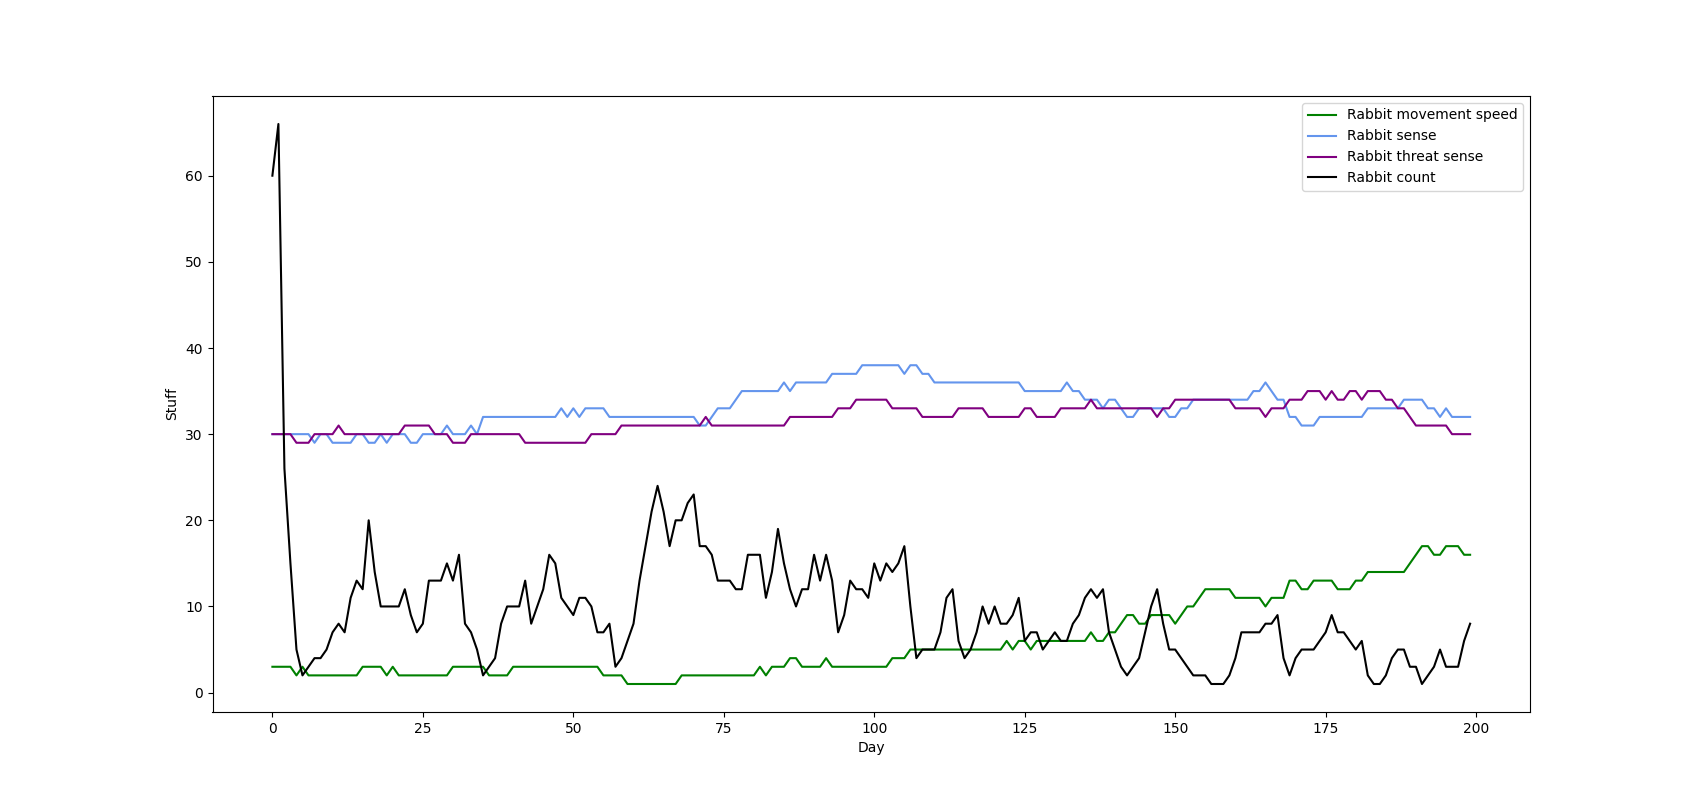 Rabbit movement speed
Rabbit sense
Rabbit threat sense
Rabbit count
Stuff
60
50
40
30
20
10
0
0 25 50 75 100 125 150 175 200
Day